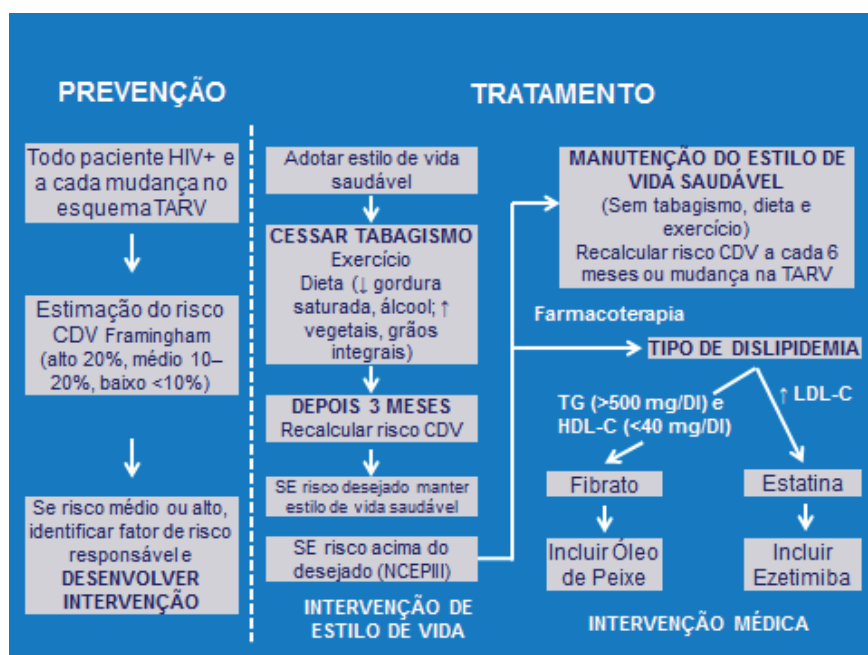 PREVENÇÃO
Todo paciente HIV+ e
a cada mudança no
esquema TARV
Estimação do risco
CDV Framingham
(alto 20%, médio 10–
20%, baixo <10%)
Se risco médio ou alto,
identificar fator de risco
responsável e
DESENVOLVER
INTERVENÇÃO
TRATAMENTO
Adotar estilo de vida
saudável
CESSAR TABAGISMO
Exercício
Dieta (↓ gordura
saturada, álcool; ↑
vegetais, grãos
integrais)
DEPOIS 3 MESES
Recalcular risco CDV
SE risco desejado manter
estilo de vida saudável
SE risco acima do
desejado (NCEPIII)
INTERVENÇÃO DE
ESTILO DE VIDA
MANUTENÇÃO DO ESTILO DE
VIDA SAUDÁVEL
(Sem tabagismo, dieta e
exercício)
Recalcular risco CDV a cada 6
meses ou mudança na TARV
Farmacoterapia
TIPO DE DISLIPIDEMIA
TG (>500 mg/Dl) e
HDL-C (<40 mg/Dl)
↑ LDL-C
Fibrato
Estatina
Incluir Óleo
de Peixe
Incluir
Ezetimiba
INTERVENÇÃO MÉDICA